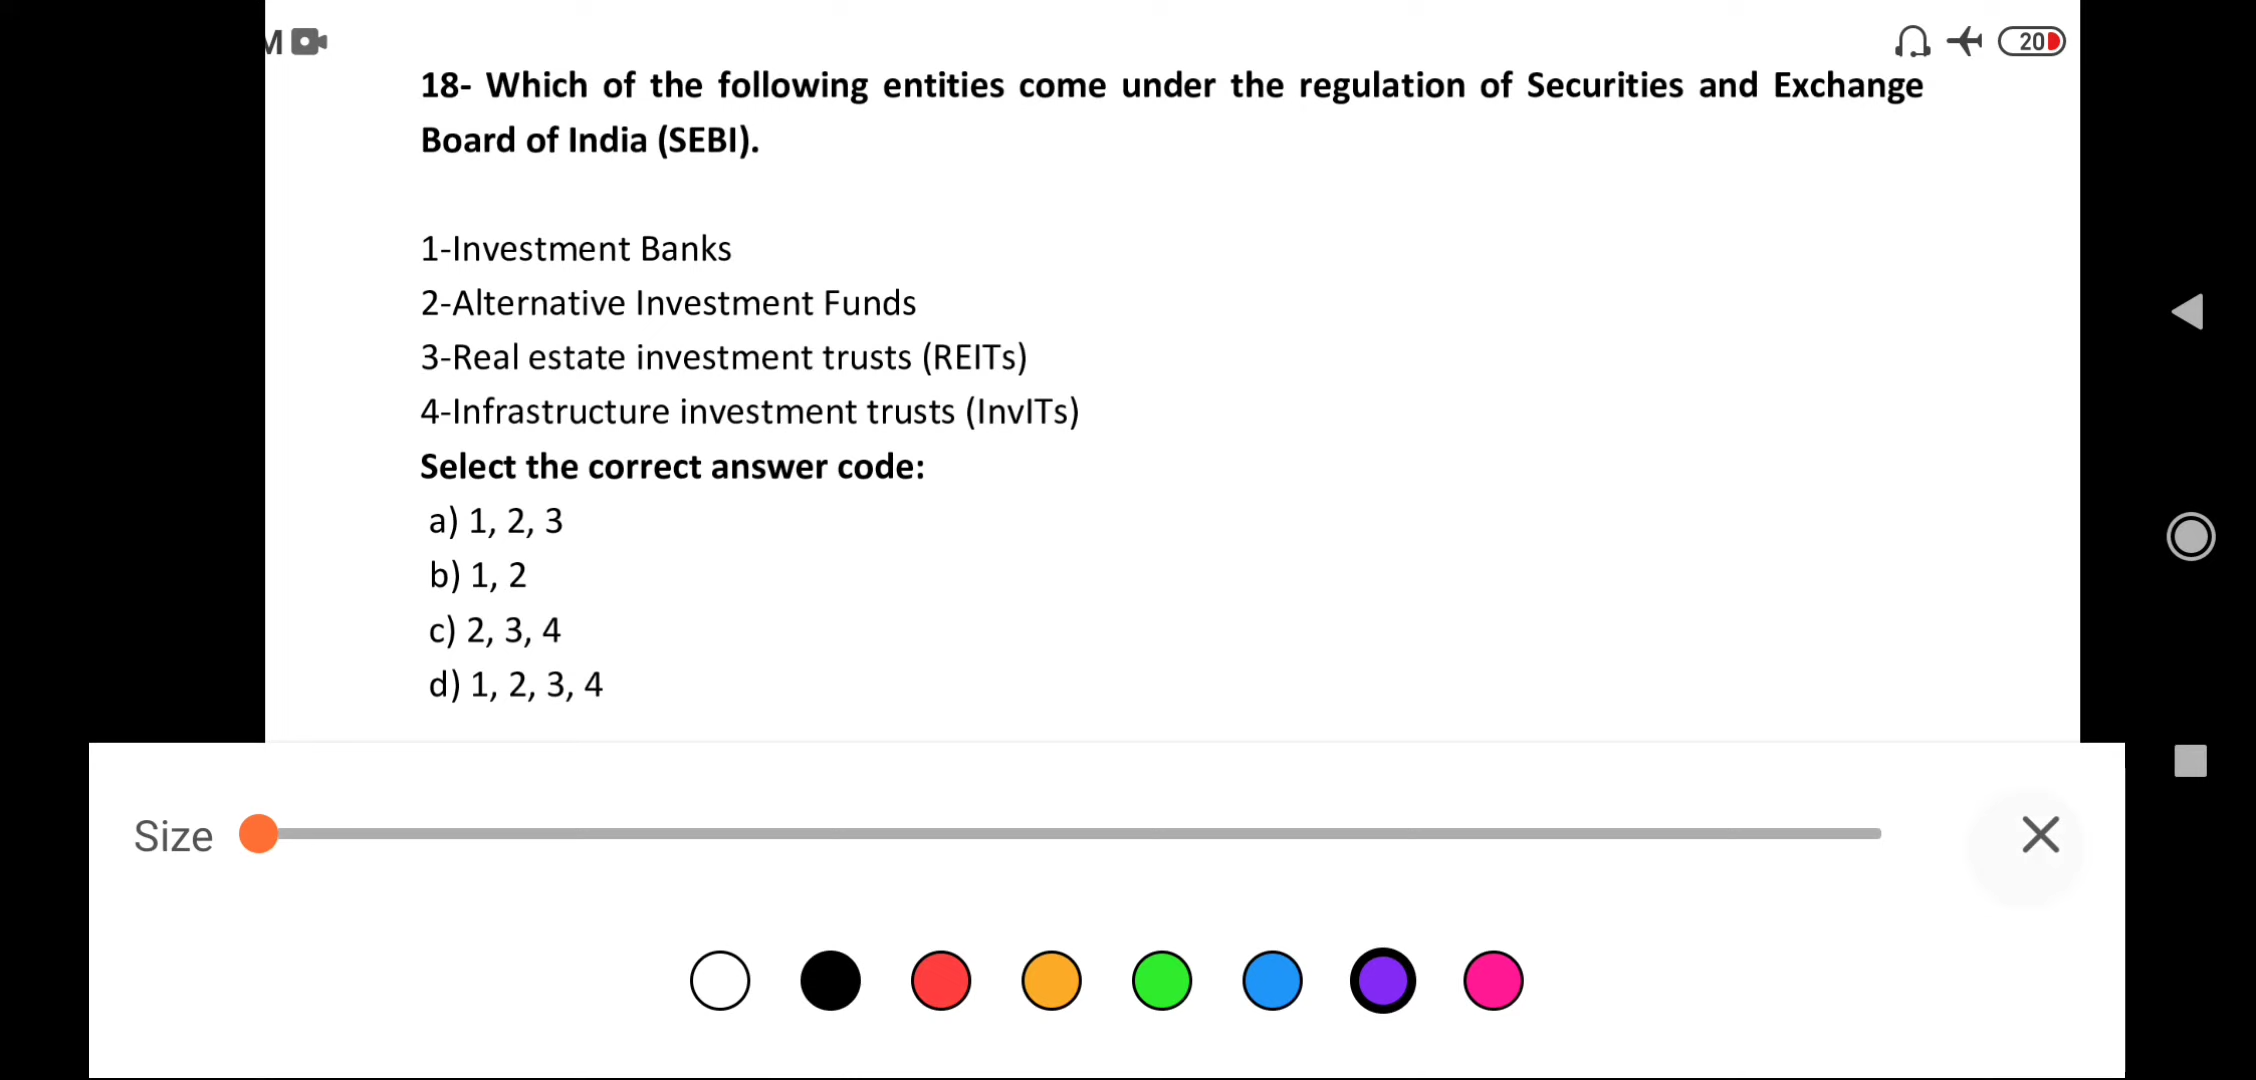 M
20
18- Which of the following entities come under the regulation of Securities and Exchange
Board of India (SEBI).
1-Investment Banks
2-Alternative Investment Funds
3-Real estate investment trusts (REITs)
4-Infrastructure investment trusts (InvITs)
Select the correct answer code:
a) 1, 2, 3
b) 1, 2
c) 2, 3, 4
d) 1, 2, 3, 4
Size